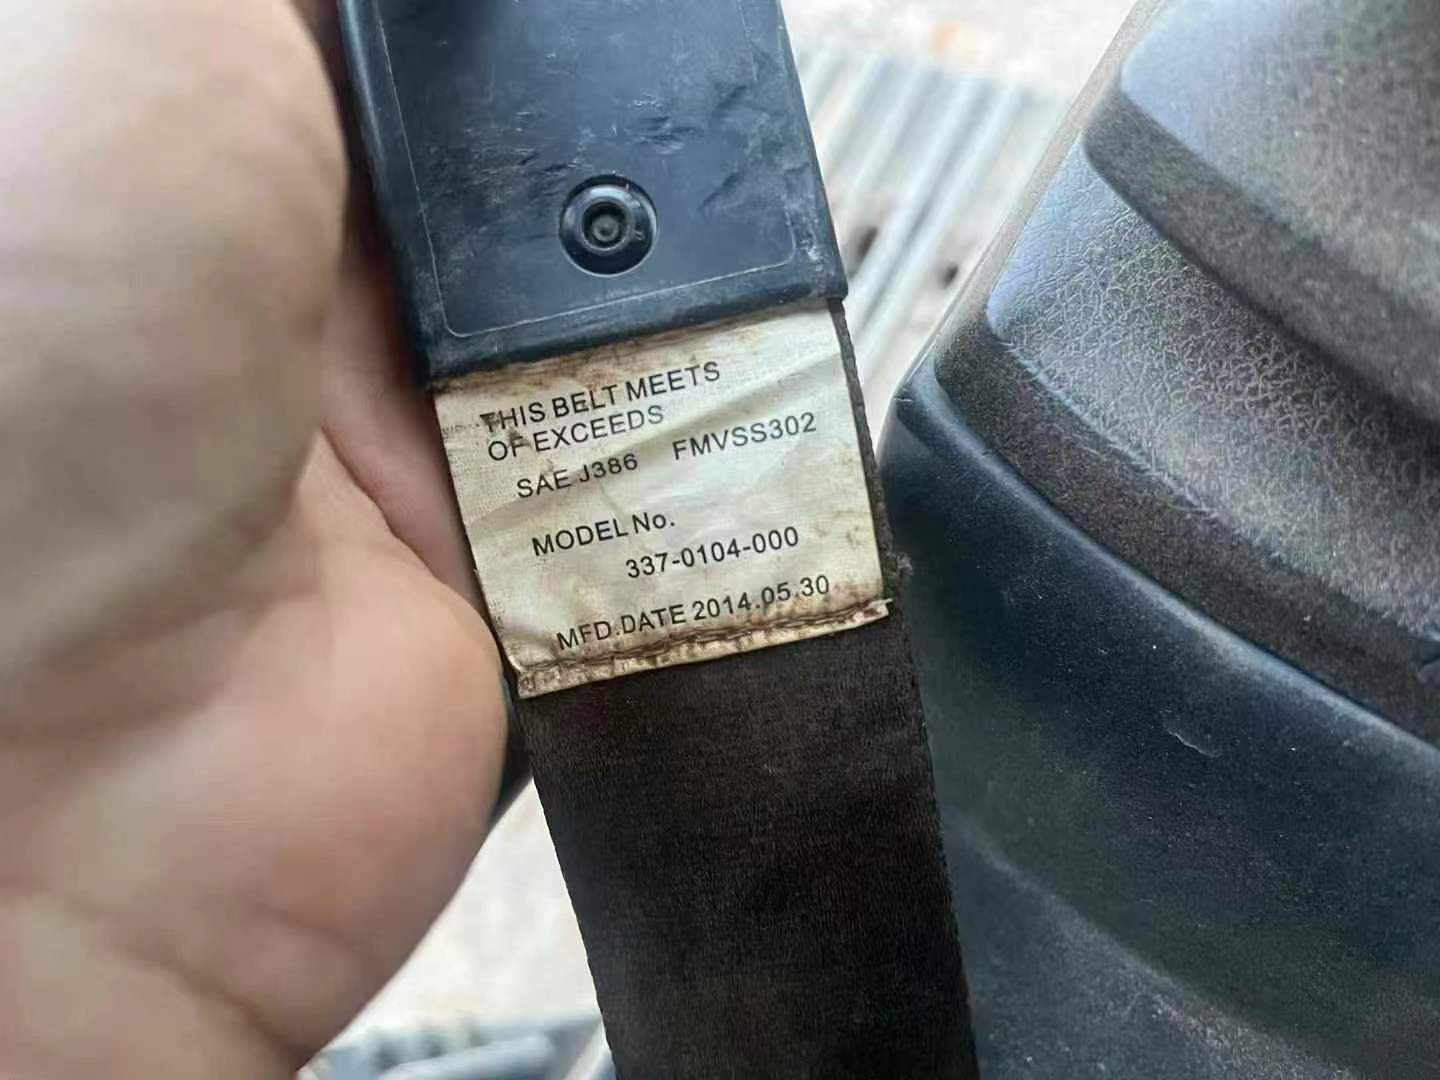 THIS BELT MEETS
OF EXCEEDS
SAE J386 FMVSS302
MODEL No.
337-0104-000
MFD.DATE 2014.05.30